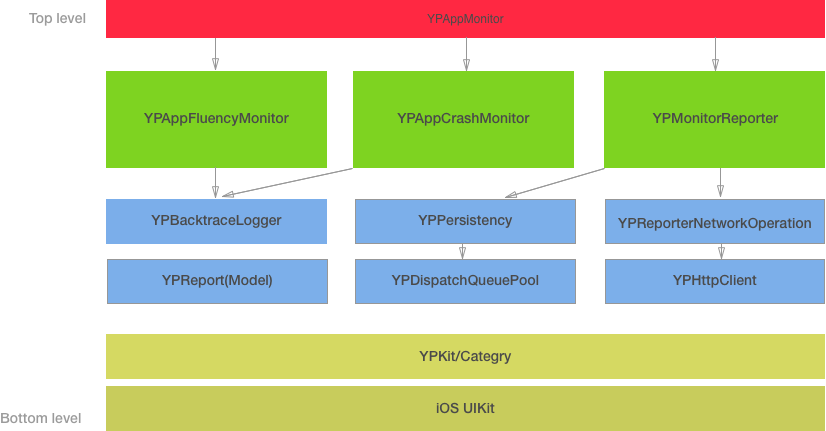 Top level
YPAppMonitor
YPAppFluencyMonitor
YPAppCrashMonitor
YPMonitorReporter
YPBacktraceLogger
YPPersistency
YPReporterNetworkOperation
YPReport(Model)
YPDispatchQueuePool
YPHttpClient
YPKit/Categry
iOS UIKit
Bottom level